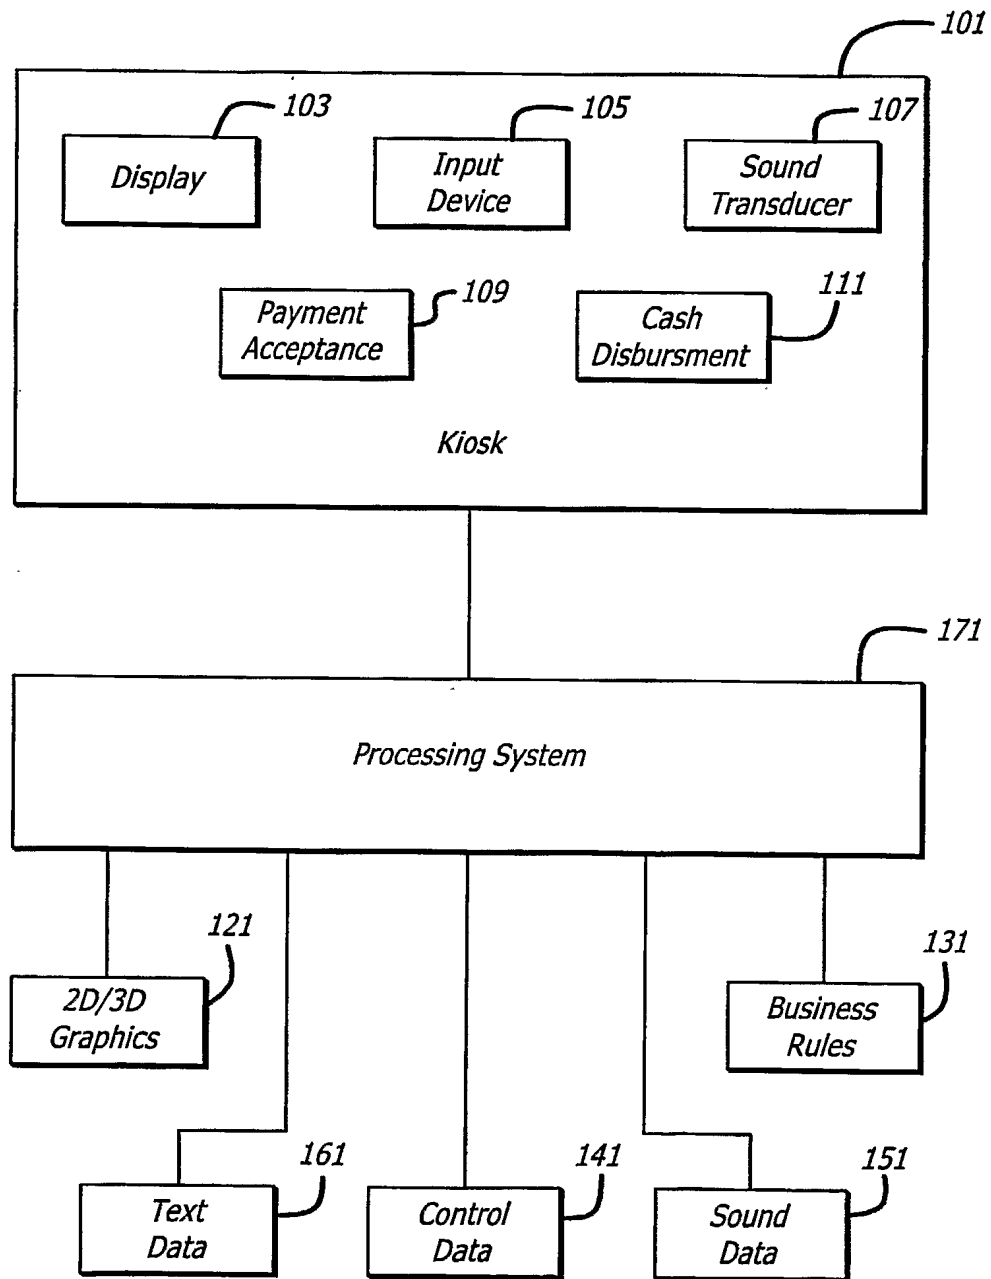 101
103
105
107
Display
Input
Device
Sound
Transducer
109
111
Payment
Acceptance
Cash
Disbursment
Kiosk
171
Processing System
121
131
2D/3D
Graphics
Business
Rules
161
141
151
Text
Data
Control
Data
Sound
Data